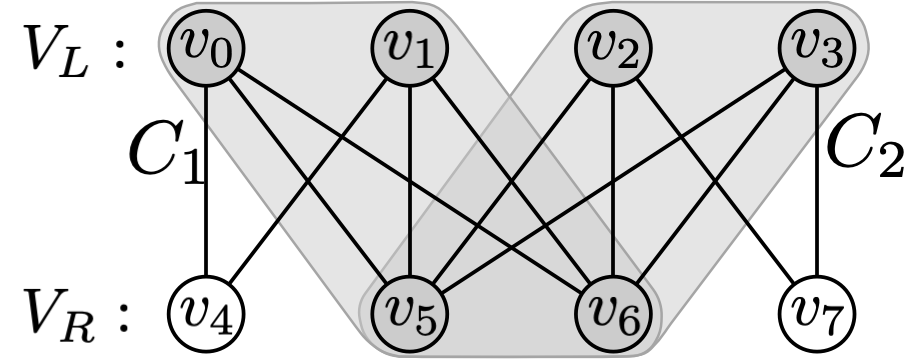 V_L : v_0 v_1 v_2 v_3
C_1 C_2
V_R : v_4 v_5 v_6 v_7